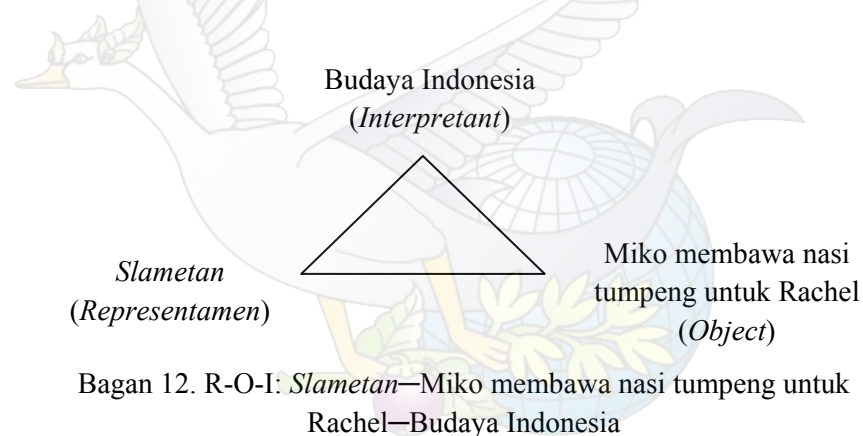 Budaya Indonesia
(Interpretant)
Slametan
(Representamen)
Miko membawa nasi
tumpeng untuk Rachel
(Object)
Bagan 12. R-O-I: Slametan─Miko membawa nasi tumpeng untuk
Rachel─Budaya Indonesia